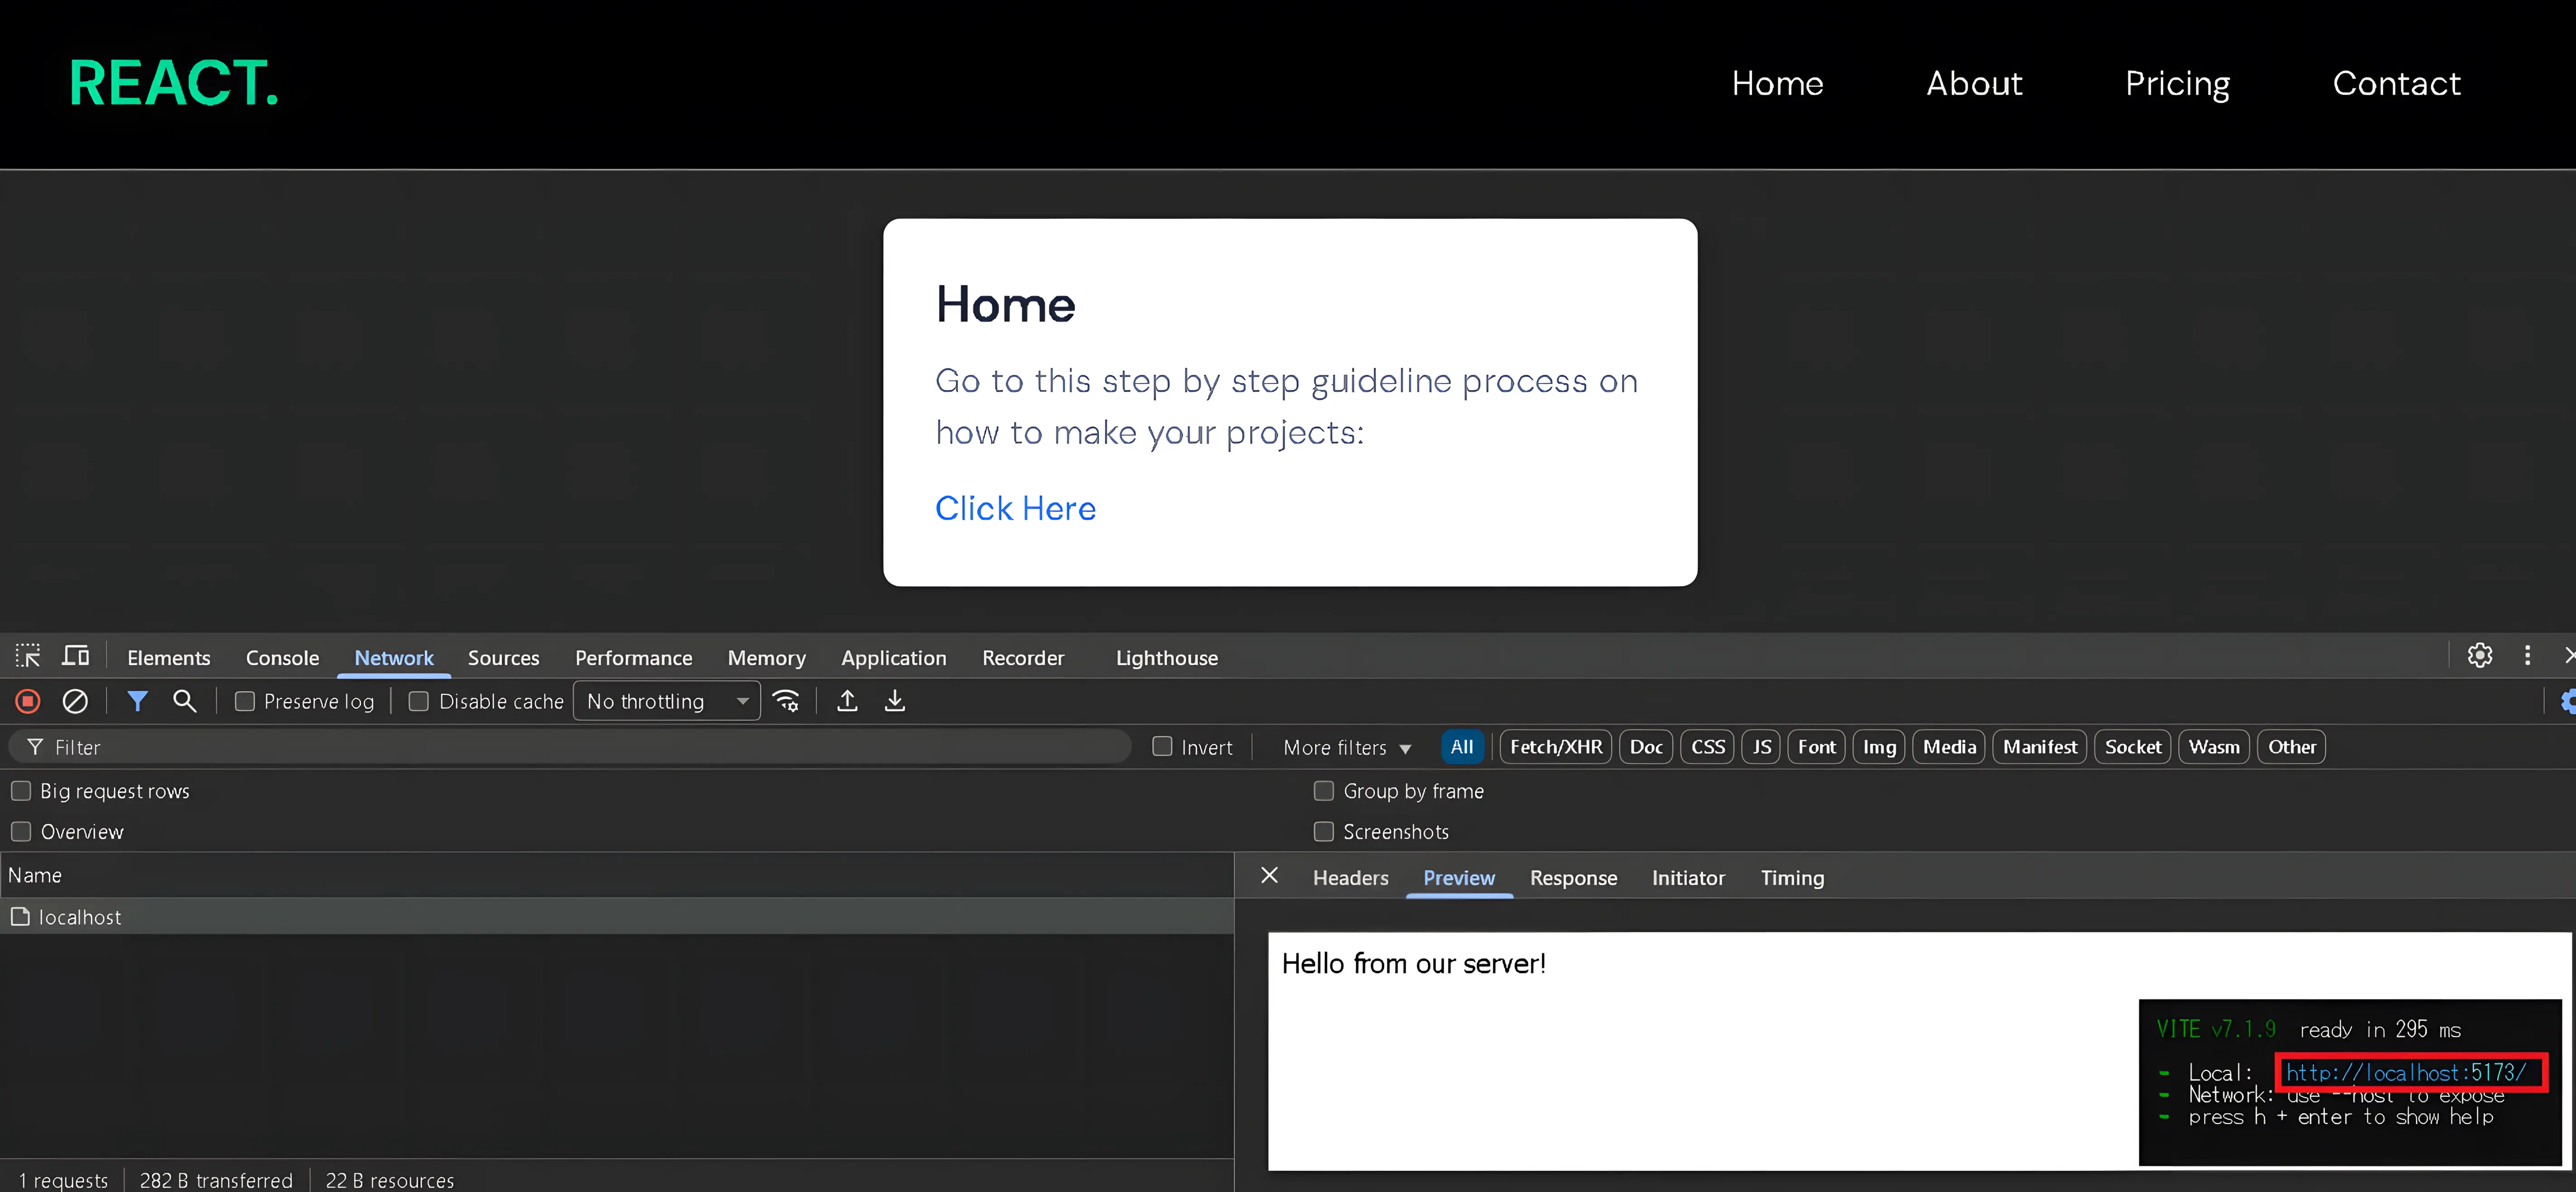 REACT.
Home About Pricing Contact
Home
Go to this step by step guideline process on
how to make your projects:
Click Here
Elements Console Network Sources Performance Memory Application Recorder Lighthouse
Preserve log Disable cache No throttling
Filter Invert More filters All Fetch/XHR Doc CSS JS Font Img Media Manifest Socket Wasm Other
Big request rows Group by frame
Overview Screenshots
Name
Headers Preview Response Initiator Timing
localhost
Hello from our server!
VITE v7.1.9 ready in 295 ms
Local: http://localhost:5173/
Network: use --host to expose
press h + enter to show help
1 requests 282 B transferred 22 B resources